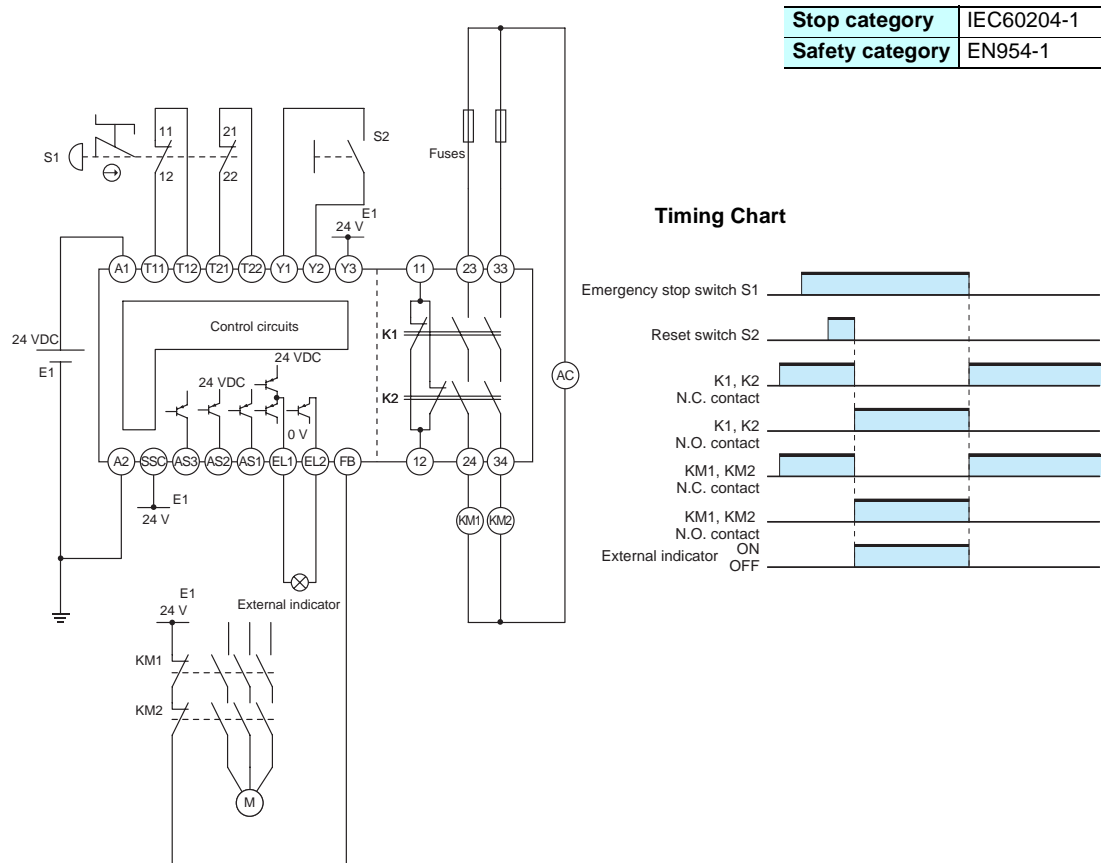 Stop category IEC60204-1
Safety category EN954-1
11 21 S2
S1 Fuses
12 22
E1
24 V
A1 T11 T12 T21 T22 Y1 Y2 Y3 11 23 33
Control circuits
K1
24 VDC
24 VDC
E1
24 VDC
AC
K2
0 V
A2 SSC AS3 AS2 AS1 EL1 EL2 FB 12 24 34
E1
24 V
KM1 KM2
External indicator
E1
24 V
KM1
KM2
M
Timing Chart
Emergency stop switch S1
Reset switch S2
K1, K2
N.C. contact
K1, K2
N.O. contact
KM1, KM2
N.C. contact
KM1, KM2
N.O. contact
External indicator ON
OFF